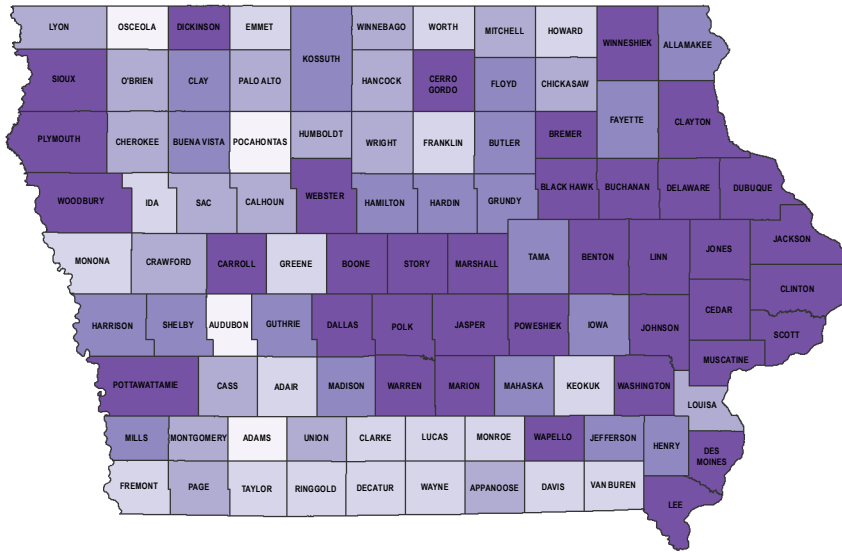 LYON
OSCEOLA
DICKINSON
EMMET
WINNEBAGO
WORTH
MITCHELL
HOWARD
WINNESHIEK
ALLAMAKEE
KOSSUTH
SIOUX
O'BRIEN
CLAY
PALO ALTO
HANCOCK
CERRO
GORDO
FLOYD
CHICKASAW
FAYETTE
CLAYTON
PLYMOUTH
CHEROKEE
BUENA VISTA
POCAHONTAS
HUMBOLDT
WRIGHT
FRANKLIN
BUTLER
BREMER
WOODBURY
IDA
SAC
CALHOUN
WEBSTER
HAMILTON
HARDIN
GRUNDY
BLACK HAWK
BUCHANAN
DELAWARE
DUBUQUE
MONONA
CRAWFORD
CARROLL
GREENE
BOONE
STORY
MARSHALL
TAMA
BENTON
LINN
JONES
JACKSON
CLINTON
HARRISON
SHELBY
AUDUBON
GUTHRIE
DALLAS
POLK
JASPER
POWESHIEK
IOWA
JOHNSON
CEDAR
SCOTT
MUSCATINE
POTTAWATTAMIE
CASS
ADAIR
MADISON
WARREN
MARION
MAHASKA
KEOKUK
WASHINGTON
LOUISA
MILLS
MONTGOMERY
ADAMS
UNION
CLARKE
LUCAS
MONROE
WAPELLO
JEFFERSON
HENRY
DES
MOINES
FREMONT
PAGE
TAYLOR
RINGGOLD
DECATUR
WAYNE
APPANOOSE
DAVIS
VAN BUREN
LEE